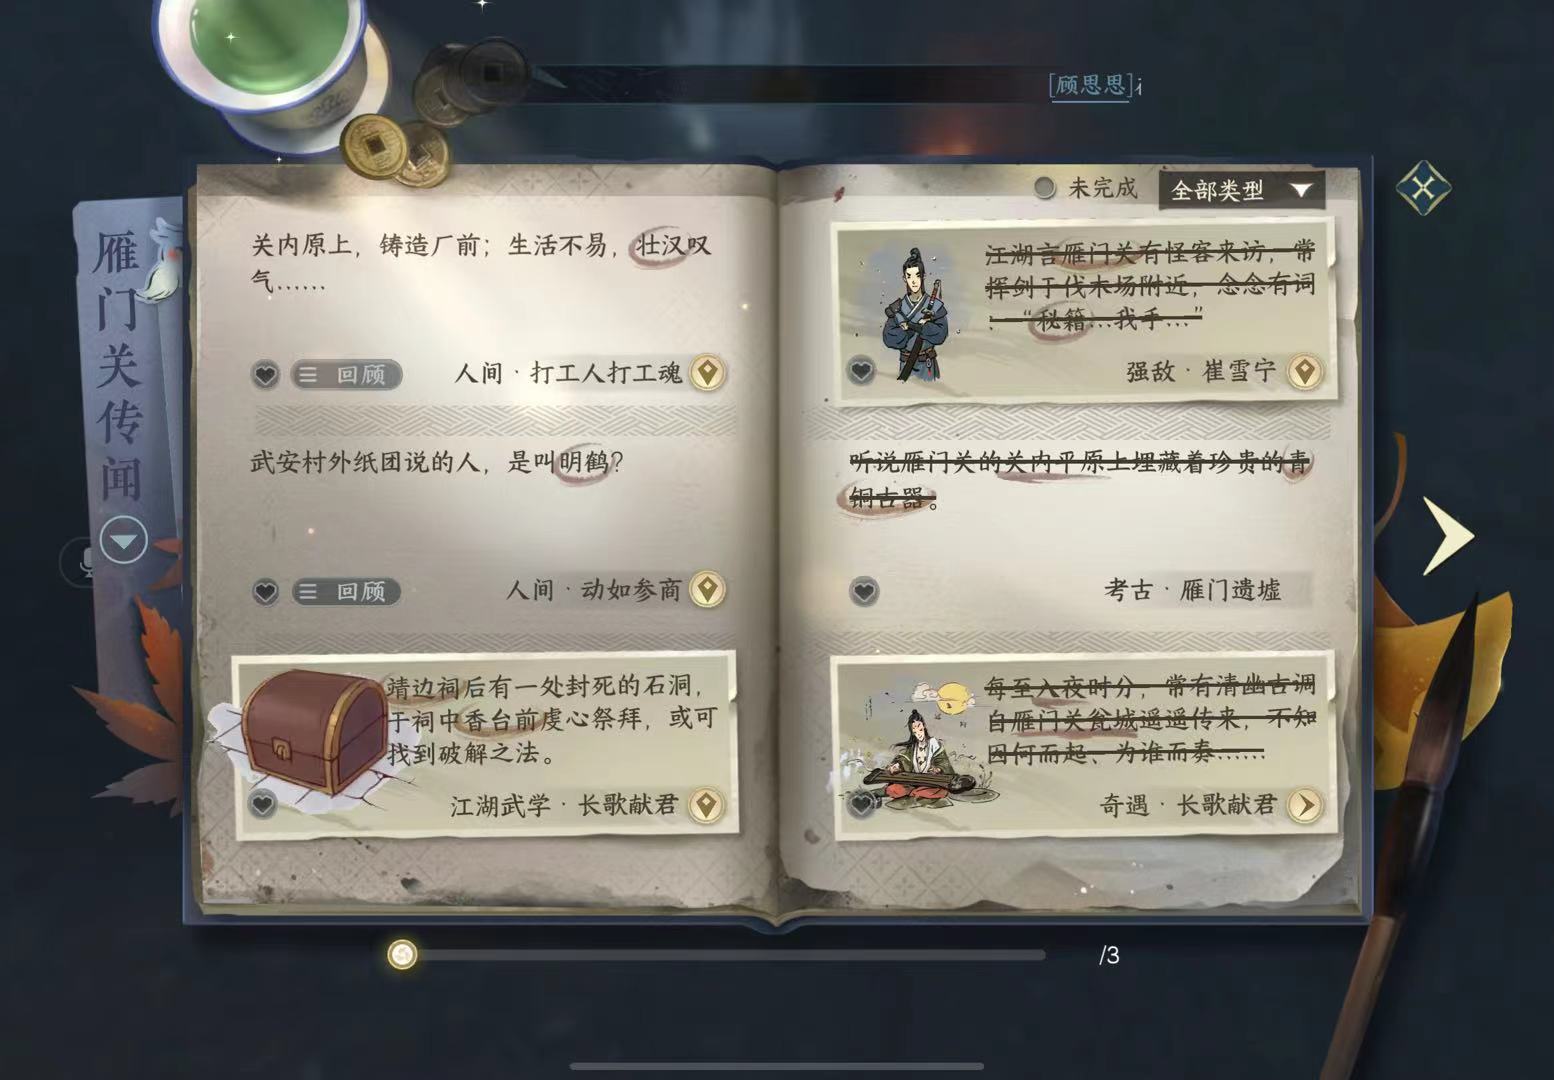 [顾思思]
雁门关传闻
未完成
全部类型
关内原上，铸造厂前；生活不易，壮汉叹
气……
回顾
人间·打工人打工魂
武安村外纸团说的人，是叫明鹤？
回顾
人间·动如参商
靖边祠后有一处封死的石洞，
于祠中香台前虔心祭拜，或可
找到破解之法。
江湖武学·长歌献君
江湖言雁门关有怪客来访，常
挥剑于伐木场附近，念念有词
：“秘籍…我手…”
强敌·崔雪宁
听说雁门关的关内平原上埋藏着珍贵的青
铜古器。
考古·雁门遗墟
每至入夜时分，常有清幽古调
自雁门关瓮城遥遥传来，不知
因何而起、为谁而奏……
奇遇·长歌献君
/3